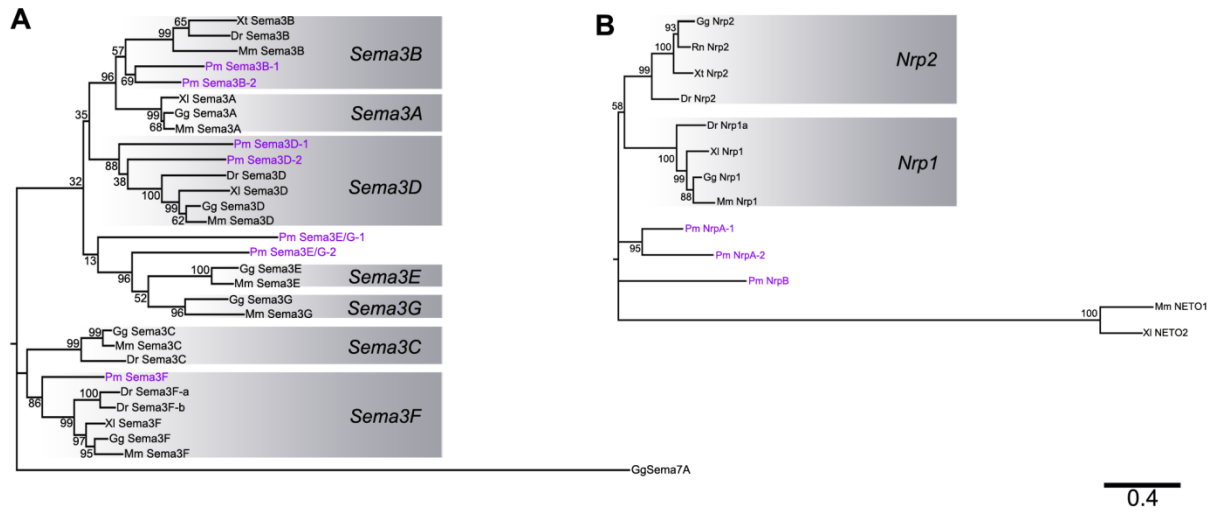 A
65
Xt Sema3B
Dr Sema3B
99
Mm Sema3B
57
Sema3B
Pm Sema3B-1
69
Pm Sema3B-2
96
Xl Sema3A
99
Gg Sema3A
68
Mm Sema3A
Sema3A
35
Pm Sema3D-1
88
Pm Sema3D-2
38
Dr Sema3D
100
Xl Sema3D
99
Gg Sema3D
62
Mm Sema3D
Sema3D
32
Pm Sema3E/G-1
13
Pm Sema3E/G-2
96
100
Gg Sema3E
Mm Sema3E
Sema3E
52
Gg Sema3G
96
Mm Sema3G
Sema3G
99
Gg Sema3C
99
Mm Sema3C
Dr Sema3C
Sema3C
Pm Sema3F
86
100
Dr Sema3F-a
Dr Sema3F-b
99
Xl Sema3F
97
Gg Sema3F
95
Mm Sema3F
Sema3F
GgSema7A
B
93
Gg Nrp2
Rn Nrp2
100
Xt Nrp2
99
Dr Nrp2
Nrp2
58
Dr Nrp1a
100
Xl Nrp1
99
Gg Nrp1
88
Mm Nrp1
Nrp1
Pm NrpA-1
95
Pm NrpA-2
Pm NrpB
100
Mm NETO1
Xl NETO2
0.4